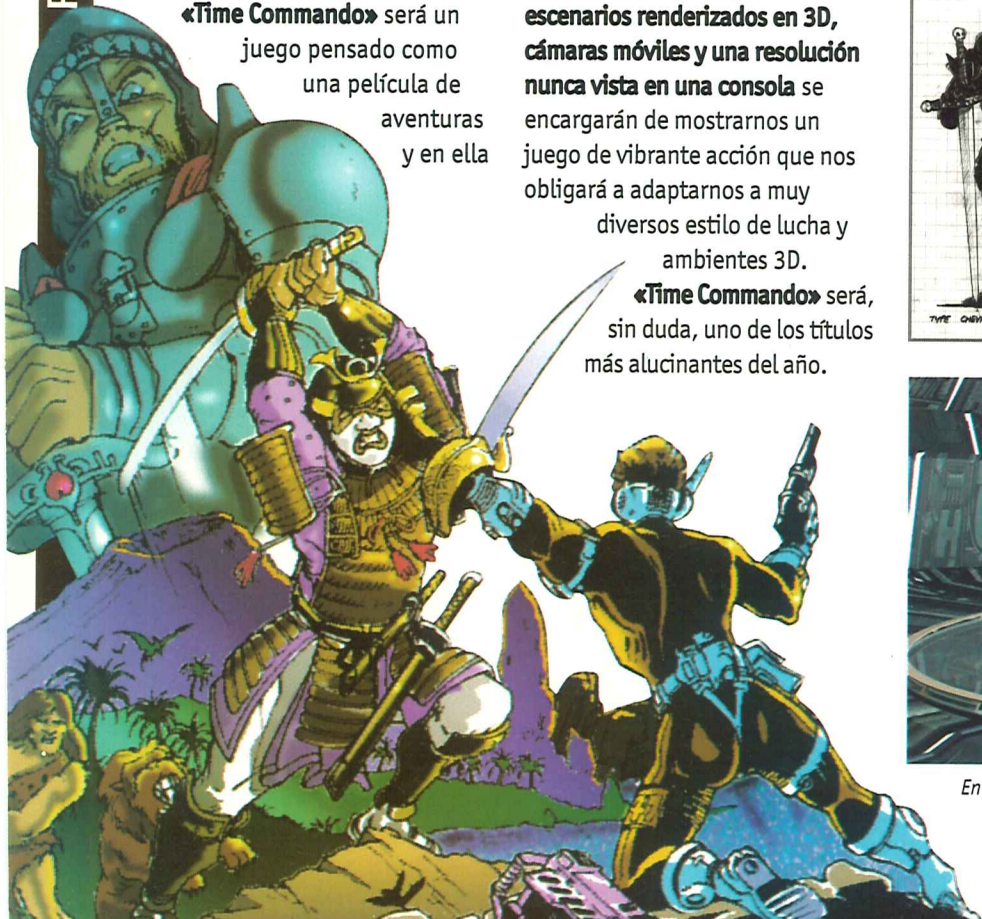 «Time Commando» será un
juego pensado como
una película de
aventuras
y en ella
escenarios renderizados en 3D,
cámaras móviles y una resolución
nunca vista en una consola se
encargarán de mostrarnos un
juego de vibrante acción que nos
obligará a adaptarnos a muy
diversos estilo de lucha y
ambientes 3D.
«Time Commando» será,
sin duda, uno de los títulos
más alucinantes del año.
TYPE
En